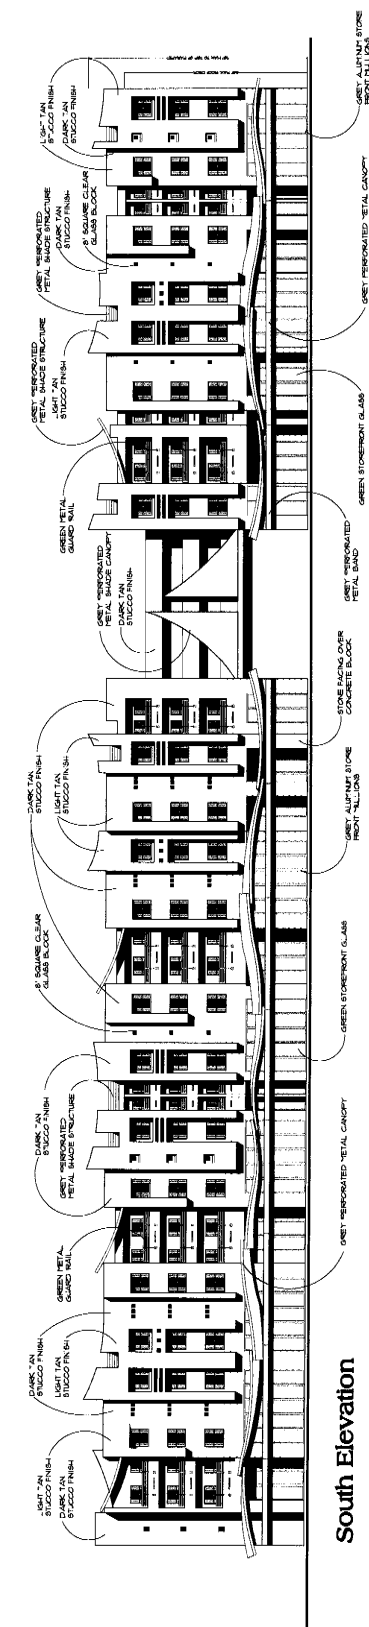 LIGHT TAN
STUCCO FINISH
DARK TAN
STUCCO FINISH
DARK TAN
STUCCO FINISH
LIGHT TAN
STUCCO FINISH
GREEN METAL
GUARD RAIL
DARK TAN
STUCCO FINISH
GREY PERFORATED
METAL SHADE STRUCTURE
8" SQUARE CLEAR
GLASS BLOCK
DARK TAN
STUCCO FINISH
LIGHT TAN
STUCCO FINISH
GREY PERFORATED
METAL SHADE CANOPY
DARK TAN
STUCCO FINISH
GREEN METAL
GUARD RAIL
GREY PERFORATED
METAL SHADE STRUCTURE
LIGHT TAN
STUCCO FINISH
GREY PERFORATED
METAL SHADE STRUCTURE
DARK TAN
STUCCO FINISH
8" SQUARE CLEAR
GLASS BLOCK
LIGHT TAN
STUCCO FINISH
DARK TAN
STUCCO FINISH
GREY PERFORATED METAL CANOPY
GREEN STOREFRONT GLASS
GREY ALUMINUM STORE
FRONT MULLIONS
STONE FACING OVER
CONCRETE BLOCK
GREY PERFORATED
METAL BAND
GREEN STOREFRONT GLASS
GREY PERFORATED METAL CANOPY
GREY ALUMINUM STORE
FRONT MULLIONS
South Elevation